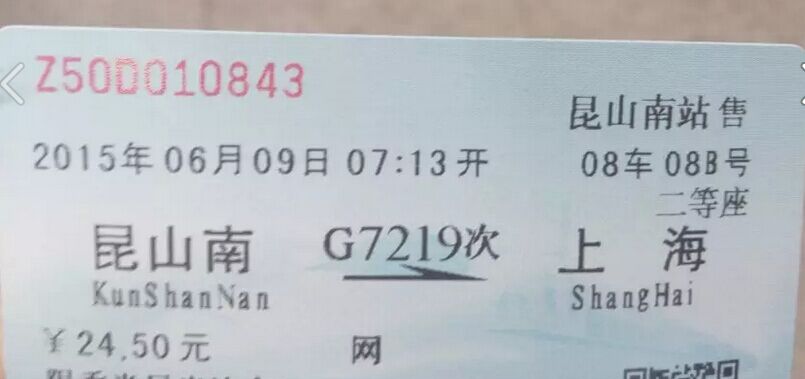 Z50D010843
昆山南站售
2015年06月09日07:13开
08车08B号
二等座
昆山南 G7219次 上海
KunShanNan ShangHai
￥24.50元 网